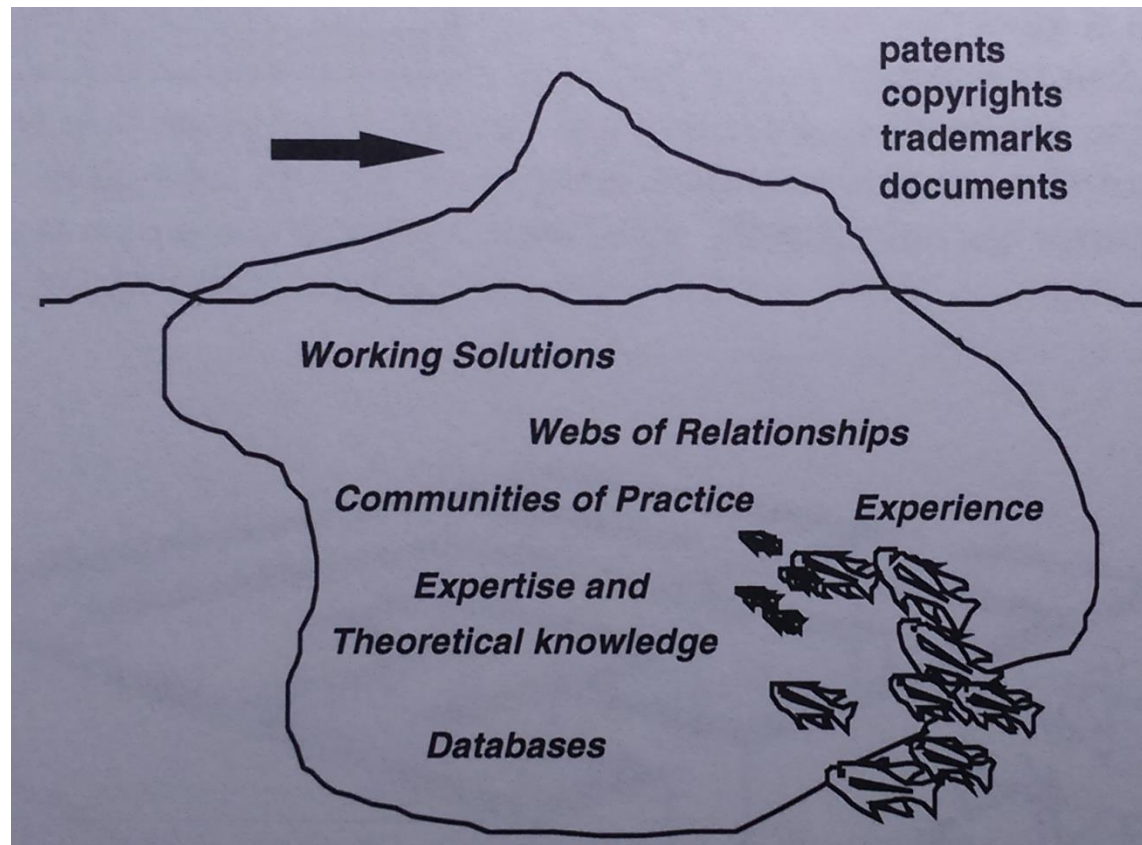 patents
copyrights
trademarks
documents
Working Solutions
Webs of Relationships
Communities of Practice
Experience
Expertise and
Theoretical knowledge
Databases